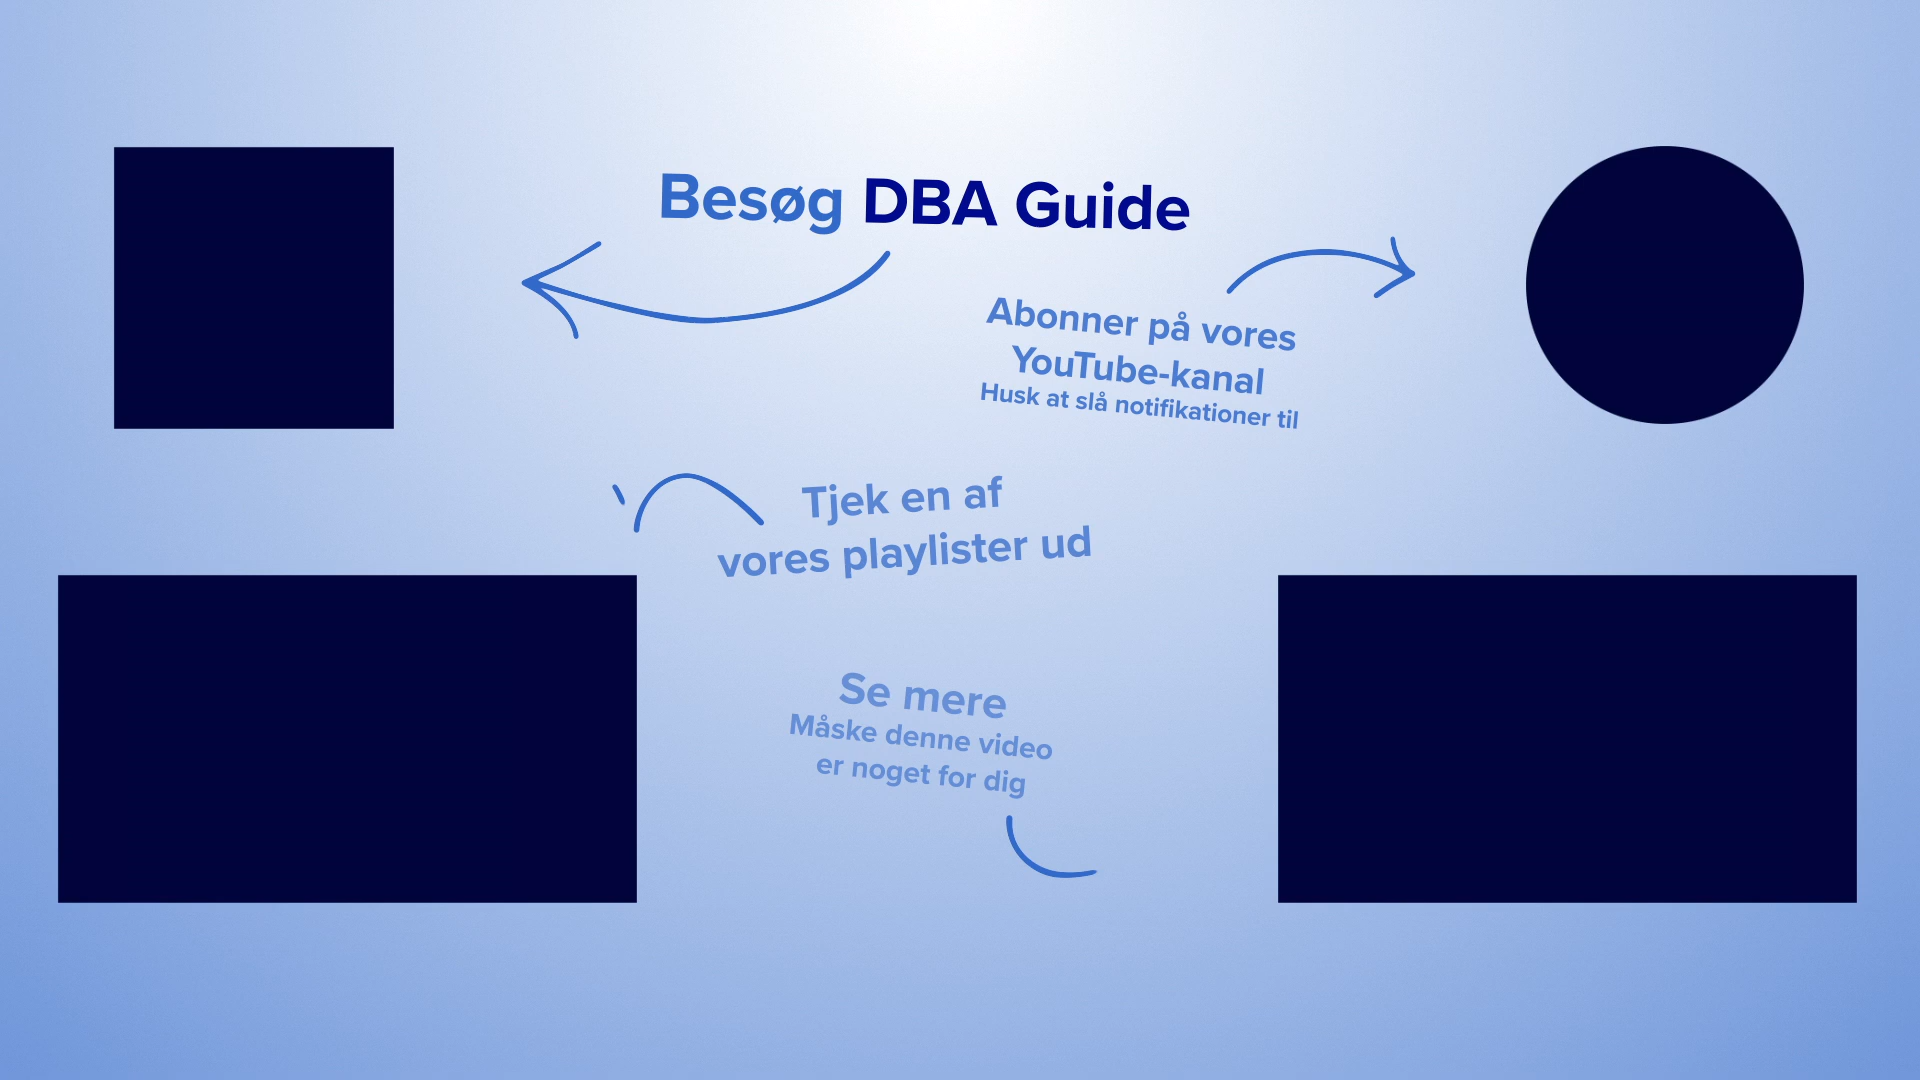 Besøg DBA Guide
Abonner på vores
YouTube-kanal
Husk at slå notifikationer til
Tjek en af
vores playlister ud
Se mere
Måske denne video
er noget for dig